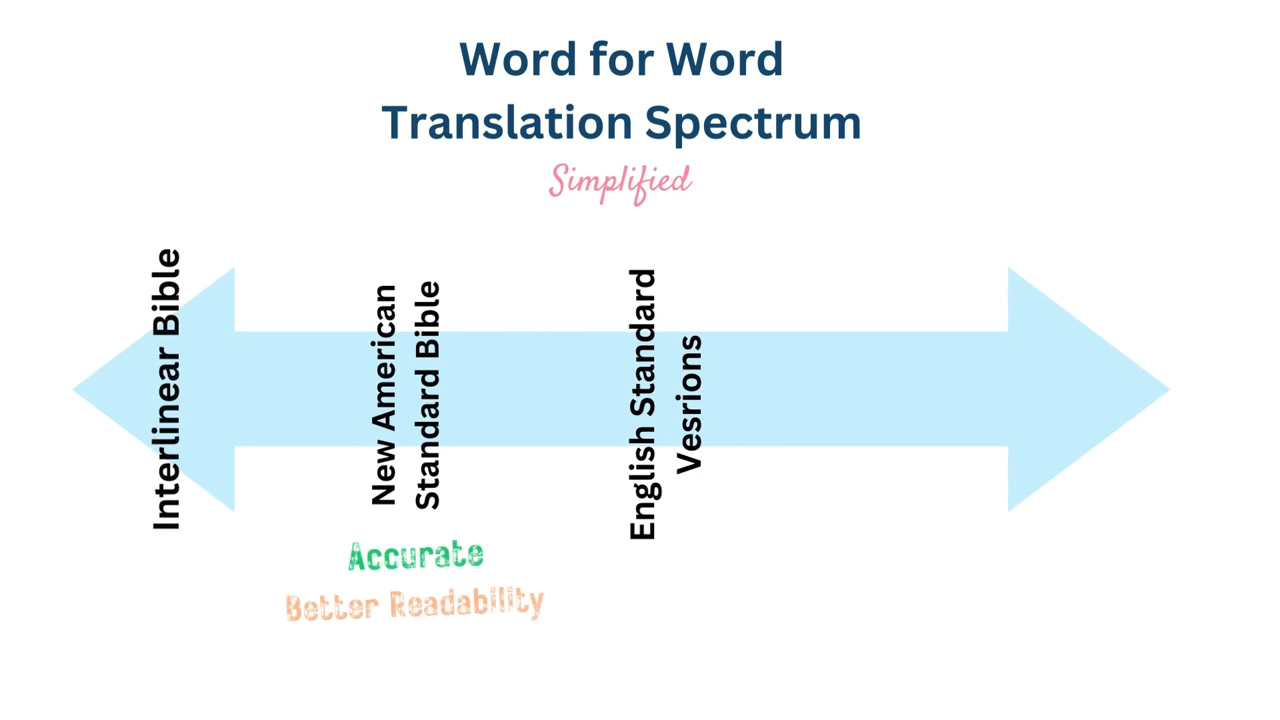 Word for Word
Translation Spectrum
Simplified
Interlinear Bible
New American
Standard Bible
English Standard
Vesrions
Accurate
Better Readability